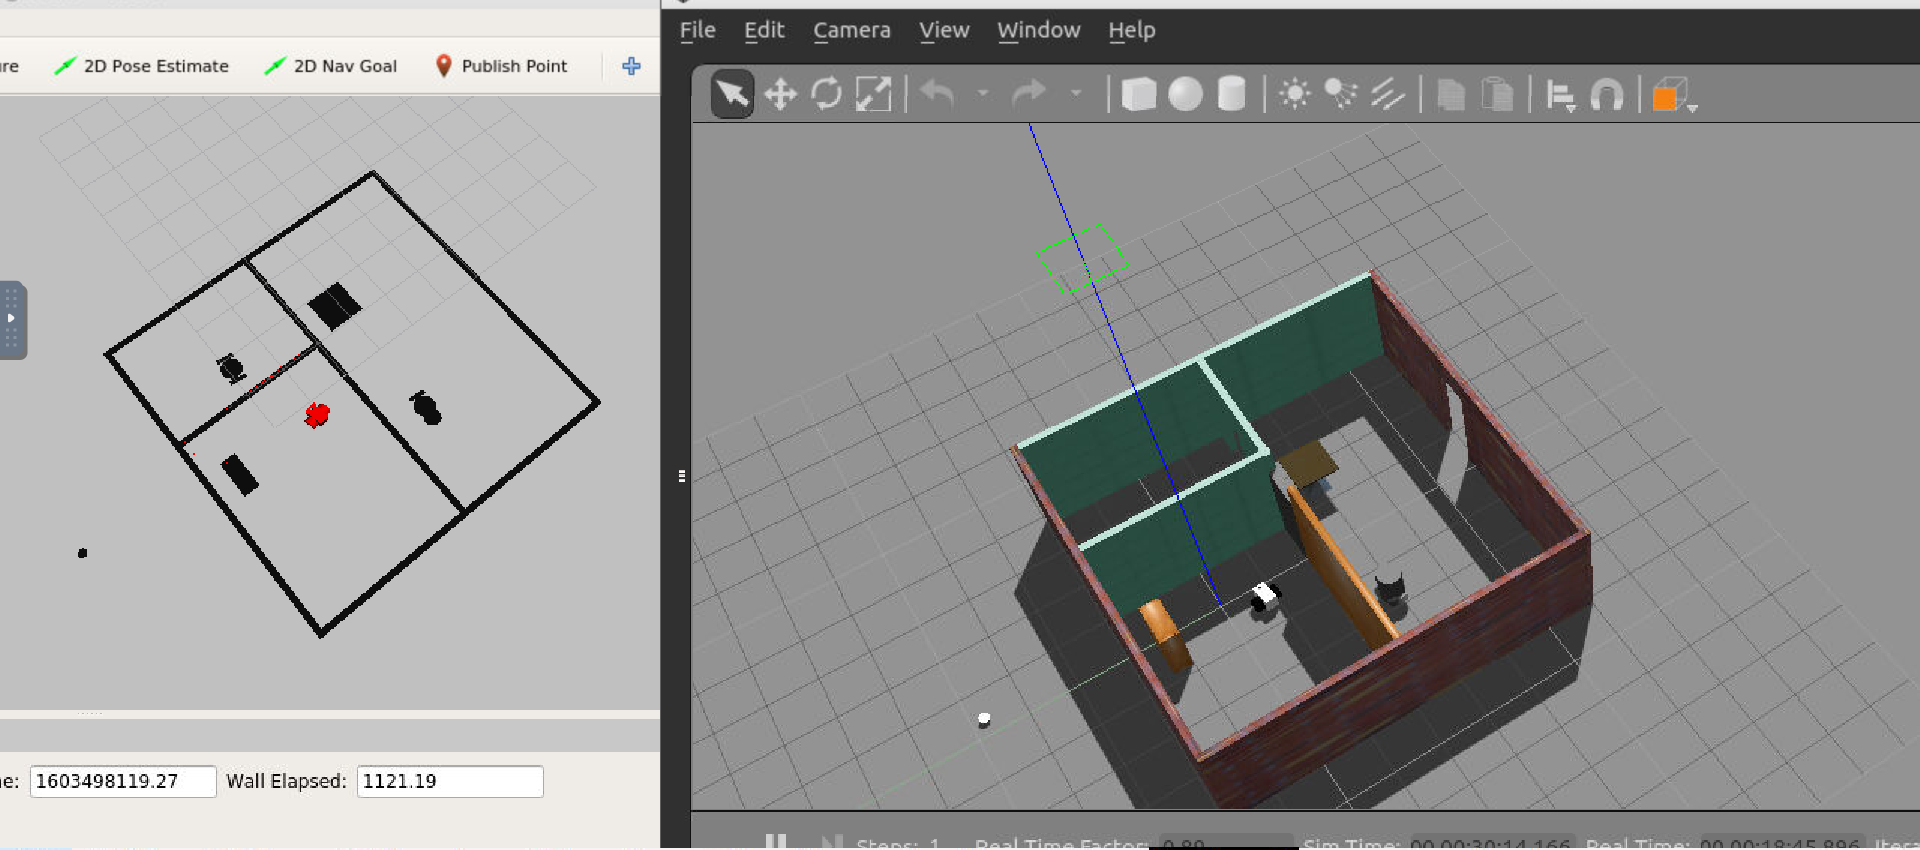 File Edit Camera View Window Help
re 2D Pose Estimate 2D Nav Goal Publish Point
e: 1603498119.27 Wall Elapsed: 1121.19
Steps: 1 Real Time Factor: 0.89 Sim Time: 00 00:30:14.166 Real Time: 00 00:18:45.896 Itera